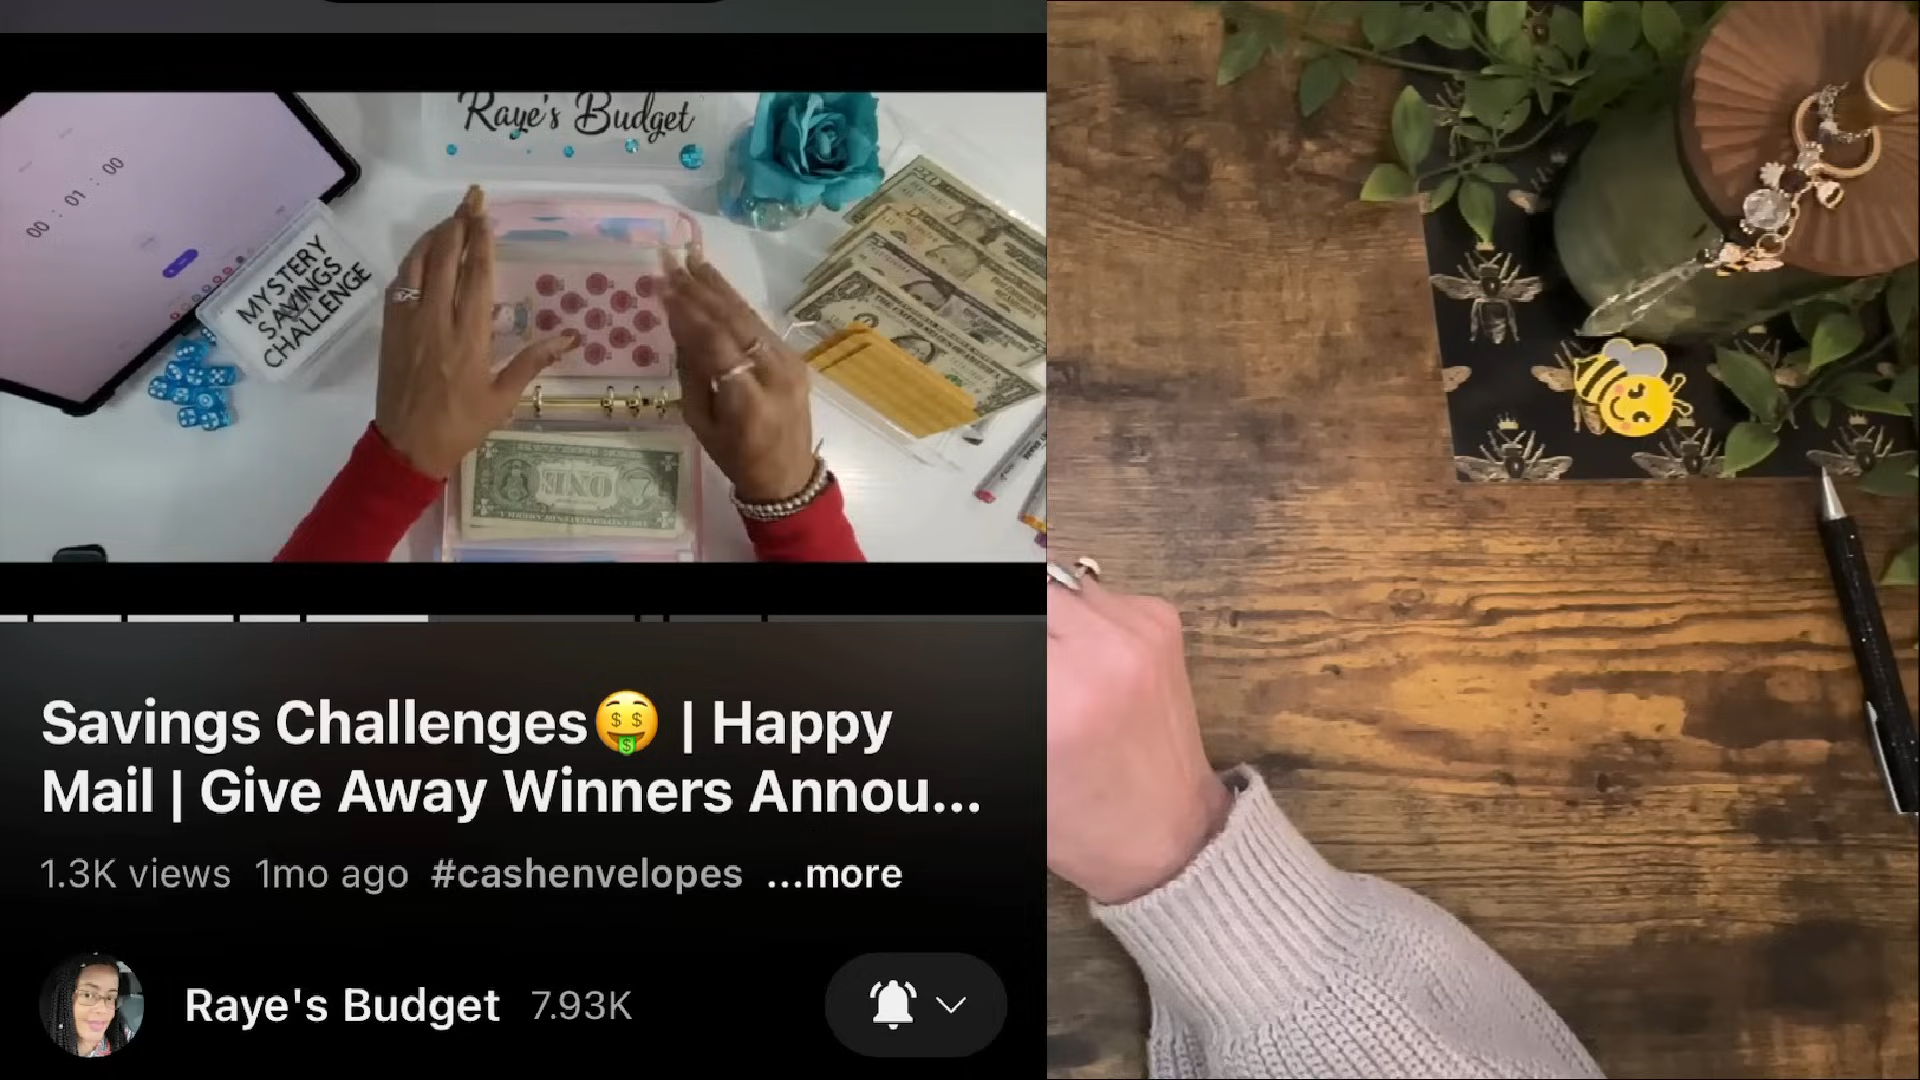 Raye's Budget
00 : 01 : 00
MYSTERY
SAVINGS
CHALLENGE
ONE
Savings Challenges🤑 | Happy
Mail | Give Away Winners Annou...
1.3K views 1mo ago #cashenvelopes ...more
Raye's Budget 7.93K